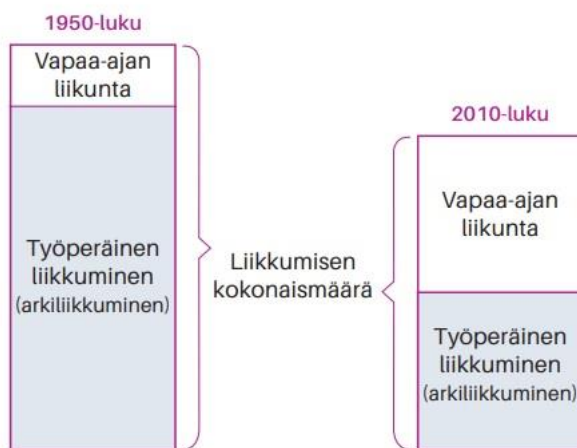 1950-luku
Vapaa-ajan
liikunta
Työperäinen
liikkuminen
(arkiliikkuminen)
Liikkumisen
kokonaismäärä
2010-luku
Vapaa-ajan
liikunta
Työperäinen
liikkuminen
(arkiliikkuminen)